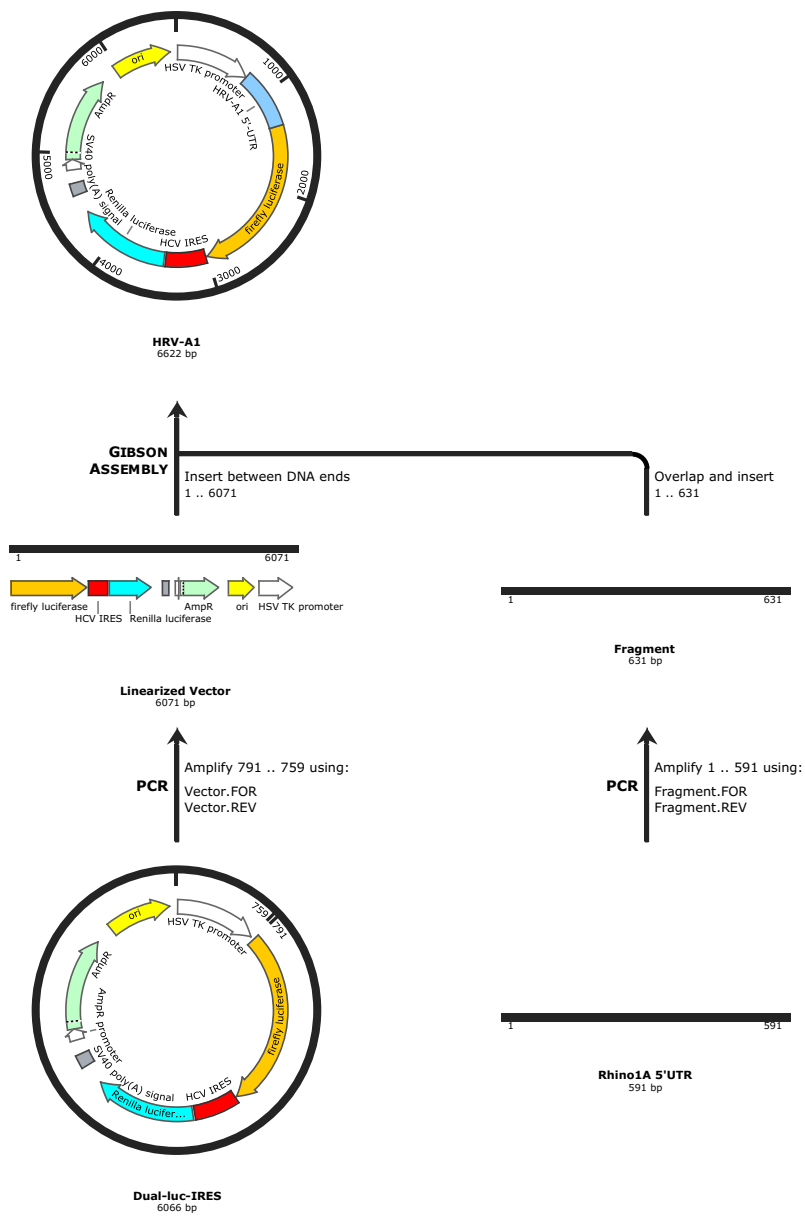 6000
ori
HSV TK promoter
1000
AmpR
HRV-A1 5'-UTR
5000
SV40 poly(A) signal
Renilla luciferase
firefly luciferase
2000
HCV IRES
4000
3000
HRV-A1
6622 bp
GIBSON
ASSEMBLY
Insert between DNA ends
1 .. 6071
Overlap and insert
1 .. 631
1
6071
firefly luciferase
AmpR
ori
HSV TK promoter
HCV IRES
Renilla luciferase
1
631
Fragment
631 bp
Linearized Vector
6071 bp
PCR
Amplify 791 .. 759 using:
Vector.FOR
Vector.REV
PCR
Amplify 1 .. 591 using:
Fragment.FOR
Fragment.REV
ori
HSV TK promoter
759
791
AmpR
AmpR promoter
firefly luciferase
SV40 poly(A) signal
HCV IRES
Renilla lucifer...
1
591
Rhino1A 5'UTR
591 bp
Dual-luc-IRES
6066 bp